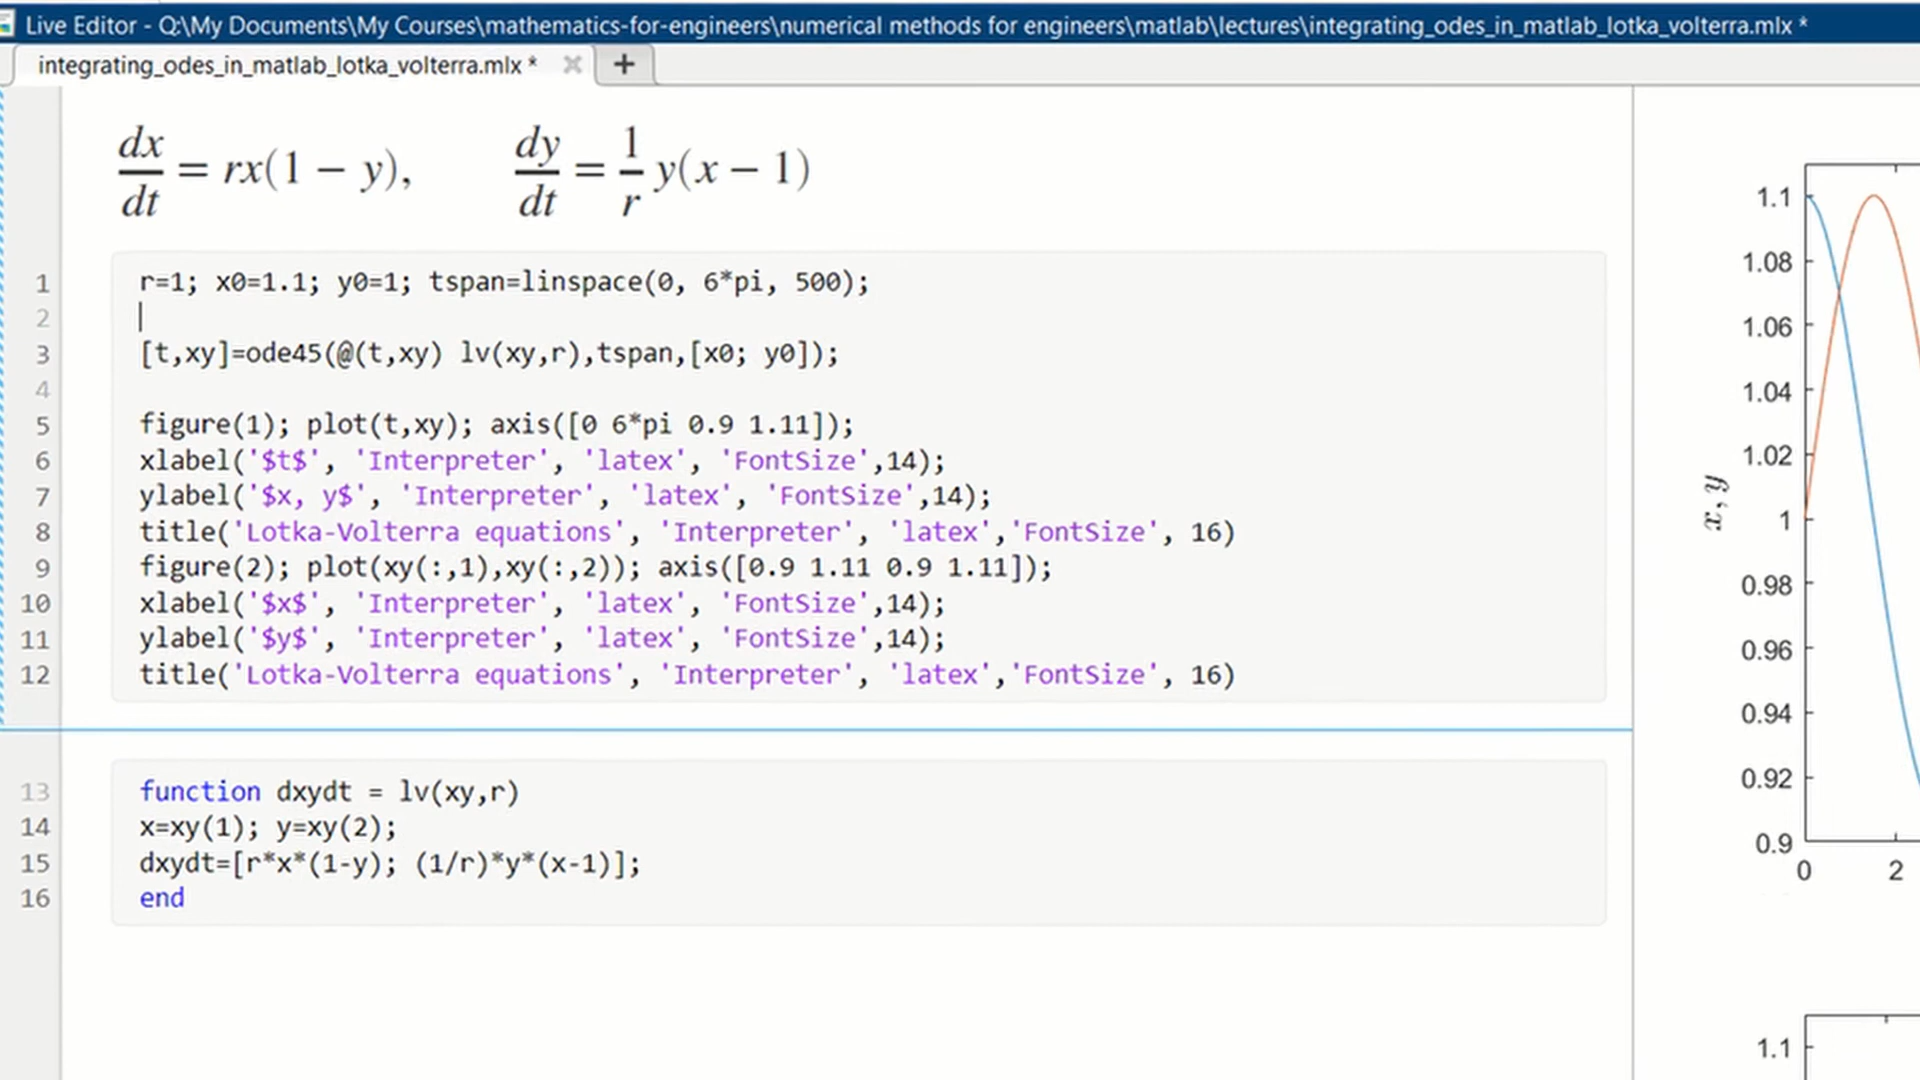 Live Editor - Q:\My Documents\My Courses\mathematics-for-engineers\numerical methods for engineers\matlab\lectures\integrating_odes_in_matlab_lotka_volterra.mlx *
integrating_odes_in_matlab_lotka_volterra.mlx * × +
dx/dt = rx(1 − y), dy/dt = 1/r y(x − 1)
1 r=1; x0=1.1; y0=1; tspan=linspace(0, 6*pi, 500);
2
3 [t,xy]=ode45(@(t,xy) lv(xy,r),tspan,[x0; y0]);
4
5 figure(1); plot(t,xy); axis([0 6*pi 0.9 1.11]);
6 xlabel('$t$', 'Interpreter', 'latex', 'FontSize',14);
7 ylabel('$x, y$', 'Interpreter', 'latex', 'FontSize',14);
8 title('Lotka-Volterra equations', 'Interpreter', 'latex','FontSize', 16)
9 figure(2); plot(xy(:,1),xy(:,2)); axis([0.9 1.11 0.9 1.11]);
10 xlabel('$x$', 'Interpreter', 'latex', 'FontSize',14);
11 ylabel('$y$', 'Interpreter', 'latex', 'FontSize',14);
12 title('Lotka-Volterra equations', 'Interpreter', 'latex','FontSize', 16)
13 function dxydt = lv(xy,r)
14 x=xy(1); y=xy(2);
15 dxydt=[r*x*(1-y); (1/r)*y*(x-1)];
16 end
1.1
1.08
1.06
1.04
1.02
1
0.98
0.96
0.94
0.92
0.9
x, y
0 2
1.1